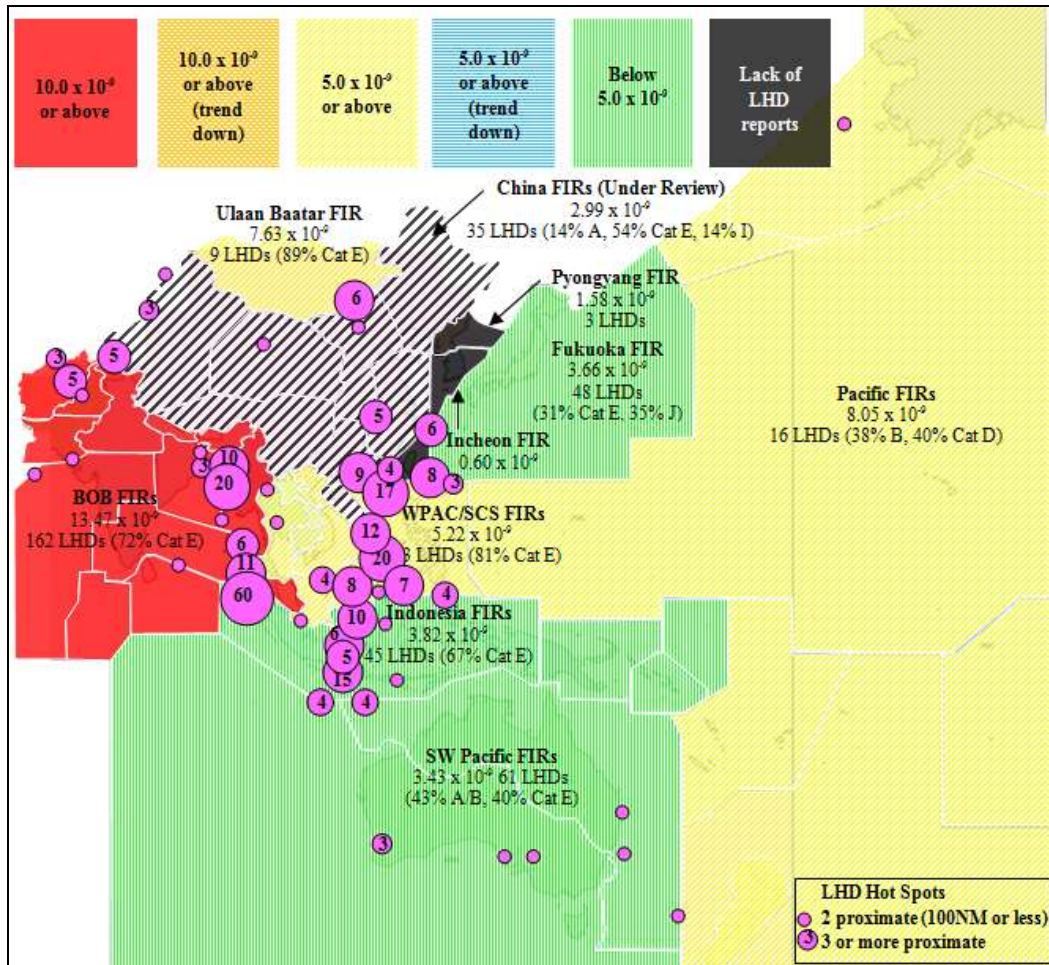 10.0 x 10⁻⁹
or above
10.0 x 10⁻⁹
or above
(trend
down)
5.0 x 10⁻⁹
or above
5.0 x 10⁻⁹
or above
(trend
down)
Below
5.0 x 10⁻⁹
Lack of
LHD
reports
China FIRs (Under Review)
2.99 x 10⁻⁹
35 LHDs (14% A, 54% Cat E, 14% I)
Ulaan Baatar FIR
7.63 x 10⁻⁹
9 LHDs (89% Cat E)
Pyongyang FIR
1.58 x 10⁻⁹
3 LHDs
6
3
Fukuoka FIR
3.66 x 10⁻⁹
48 LHDs
(31% Cat E, 35% J)
3
5
5
Pacific FIRs
8.05 x 10⁻⁹
16 LHDs (38% B, 40% Cat D)
5
6
Incheon FIR
0.60 x 10⁻⁹
10
3
20
9
4
8
3
17
BOB FIRs
13.47 x 10⁻⁹
162 LHDs (72% Cat E)
WPAC/SCS FIRs
5.22 x 10⁻⁹
3 LHDs (81% Cat E)
12
6
20
11
4
8
7
4
60
Indonesia FIRs
3.82 x 10⁻⁹
45 LHDs (67% Cat E)
10
6
5
15
4
4
SW Pacific FIRs
3.43 x 10⁻⁹ 61 LHDs
(43% A/B, 40% Cat E)
3
LHD Hot Spots
2 proximate (100NM or less)
3 3 or more proximate